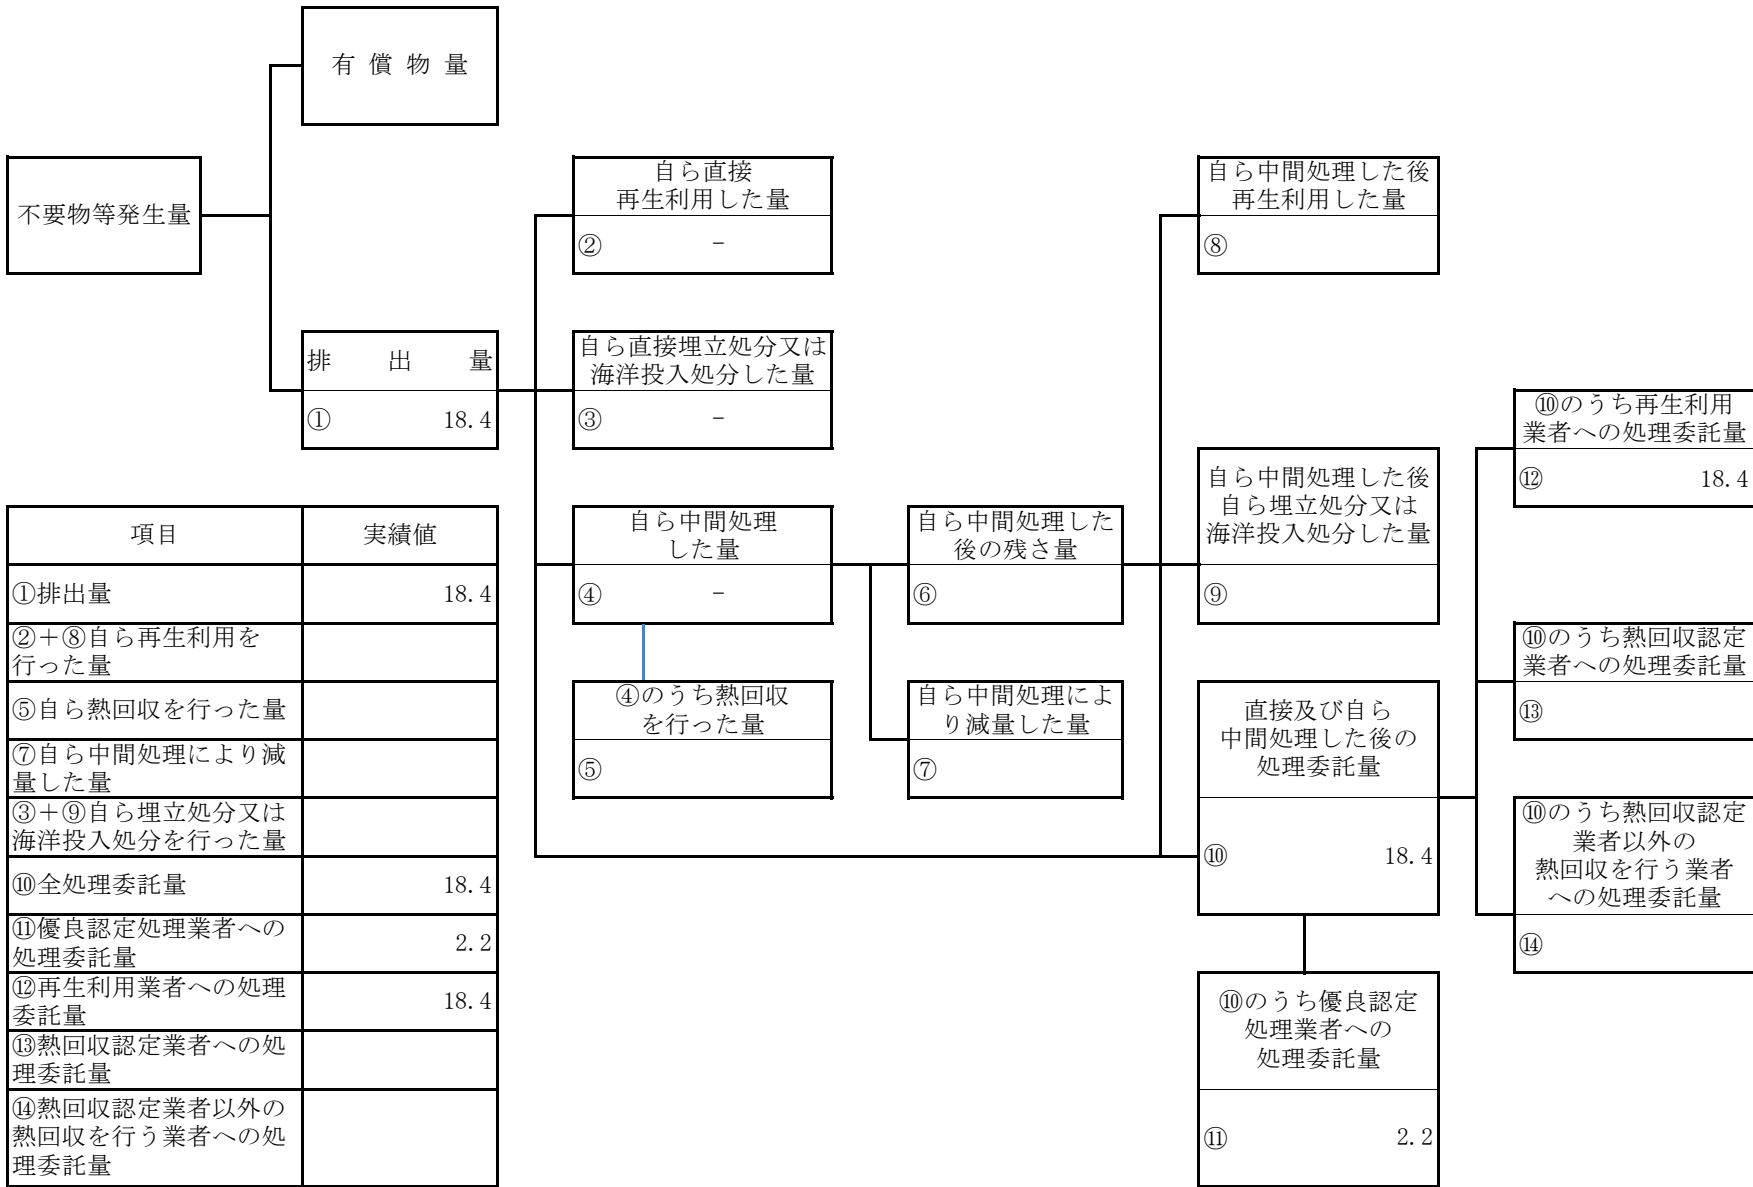 有償物量
不要物等発生量
排出量
① 18.4
自ら直接
再生利用した量
② －
自ら直接埋立処分又は
海洋投入処分した量
③ －
自ら中間処理
した量
④ －
④のうち熱回収
を行った量
⑤
自ら中間処理した
後の残さ量
⑥
自ら中間処理によ
り減量した量
⑦
自ら中間処理した後
再生利用した量
⑧
自ら中間処理した後
自ら埋立処分又は
海洋投入処分した量
⑨
直接及び自ら
中間処理した後の
処理委託量
⑩ 18.4
⑩のうち優良認定
処理業者への
処理委託量
⑪ 2.2
⑩のうち再生利用
業者への処理委託量
⑫ 18.4
⑩のうち熱回収認定
業者への処理委託量
⑬
⑩のうち熱回収認定
業者以外の
熱回収を行う業者
への処理委託量
⑭
項目 実績値
①排出量 18.4
②＋⑧自ら再生利用を
行った量
⑤自ら熱回収を行った量
⑦自ら中間処理により減
量した量
③＋⑨自ら埋立処分又は
海洋投入処分を行った量
⑩全処理委託量 18.4
⑪優良認定処理業者への
処理委託量 2.2
⑫再生利用業者への処理
委託量 18.4
⑬熱回収認定業者への処
理委託量
⑭熱回収認定業者以外の
熱回収を行う業者への処
理委託量